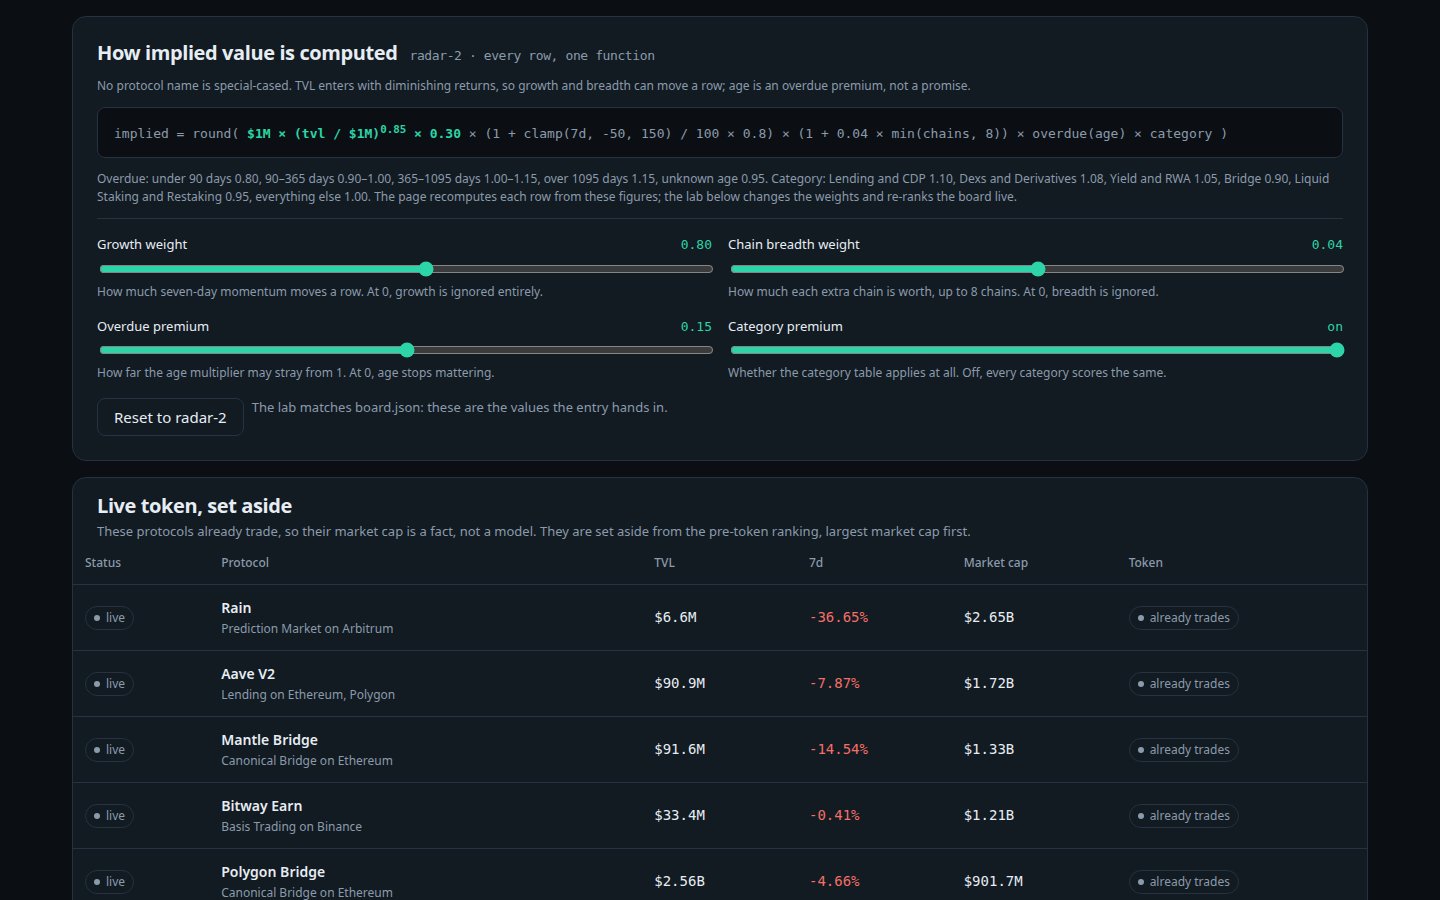 How implied value is computed radar-2 · every row, one function
No protocol name is special-cased. TVL enters with diminishing returns, so growth and breadth can move a row; age is an overdue premium, not a promise.
implied = round( $1M × (tvl / $1M)0.85 × 0.30 × (1 + clamp(7d, -50, 150) / 100 × 0.8) × (1 + 0.04 × min(chains, 8)) × overdue(age) × category )
Overdue: under 90 days 0.80, 90–365 days 0.90–1.00, 365–1095 days 1.00–1.15, over 1095 days 1.15, unknown age 0.95. Category: Lending and CDP 1.10, Dexs and Derivatives 1.08, Yield and RWA 1.05, Bridge 0.90, Liquid
Staking and Restaking 0.95, everything else 1.00. The page recomputes each row from these figures; the lab below changes the weights and re-ranks the board live.
Growth weight 0.80
How much seven-day momentum moves a row. At 0, growth is ignored entirely.
Chain breadth weight 0.04
How much each extra chain is worth, up to 8 chains. At 0, breadth is ignored.
Overdue premium 0.15
How far the age multiplier may stray from 1. At 0, age stops mattering.
Category premium on
Whether the category table applies at all. Off, every category scores the same.
Reset to radar-2 The lab matches board.json: these are the values the entry hands in.
Live token, set aside
These protocols already trade, so their market cap is a fact, not a model. They are set aside from the pre-token ranking, largest market cap first.
Status Protocol TVL 7d Market cap Token
live Rain $6.6M -36.65% $2.65B already trades
Prediction Market on Arbitrum
live Aave V2 $90.9M -7.87% $1.72B already trades
Lending on Ethereum, Polygon
live Mantle Bridge $91.6M -14.54% $1.33B already trades
Canonical Bridge on Ethereum
live Bitway Earn $33.4M -0.41% $1.21B already trades
Basis Trading on Binance
live Polygon Bridge $2.56B -4.66% $901.7M already trades
Canonical Bridge on Ethereum